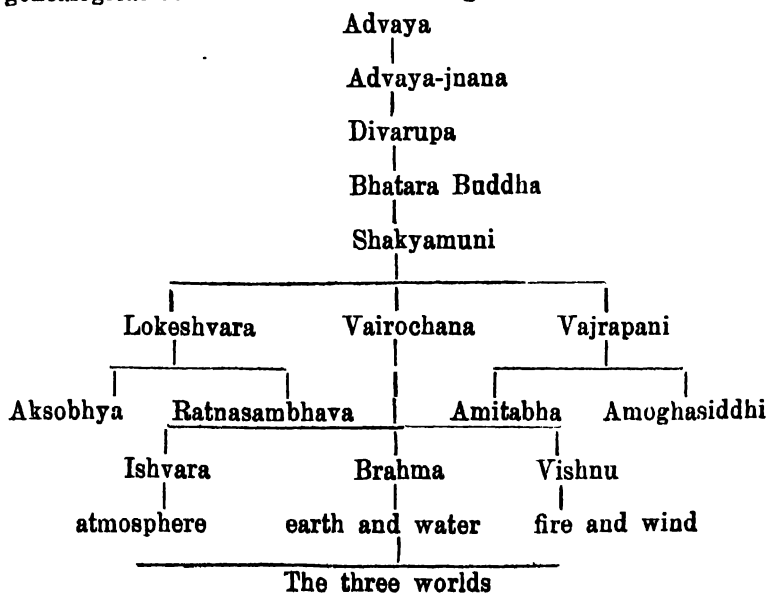 Advaya
Advaya-jnana
Divarupa
Bhatara Buddha
Shakyamuni
Lokeshvara Vairochana Vajrapani
Aksobhya Ratnasambhava Amitabha Amoghasiddhi
Ishvara Brahma Vishnu
atmosphere earth and water fire and wind
The three worlds